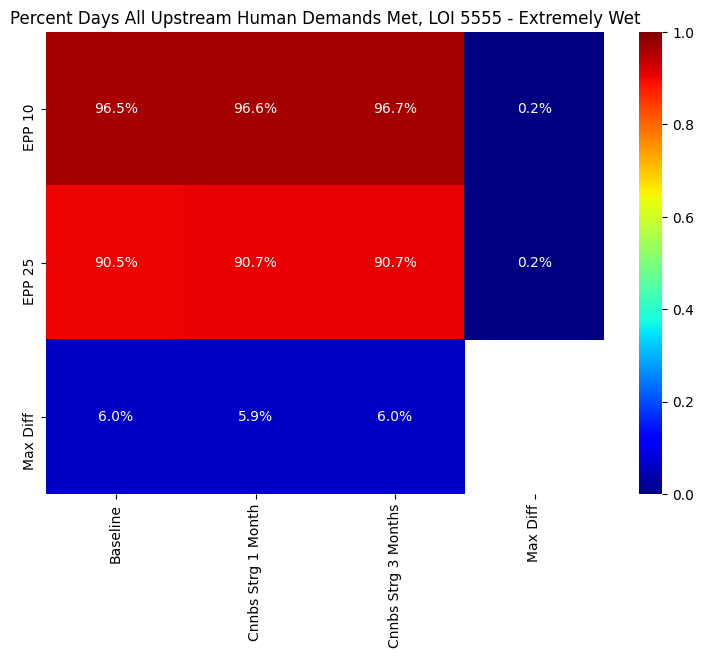 Percent Days All Upstream Human Demands Met, LOI 5555 - Extremely Wet
EPP 10
96.5%
96.6%
96.7%
0.2%
EPP 25
90.5%
90.7%
90.7%
0.2%
Max Diff
6.0%
5.9%
6.0%
Baseline
Cnnbs Strg 1 Month
Cnnbs Strg 3 Months
Max Diff
1.0
0.8
0.6
0.4
0.2
0.0